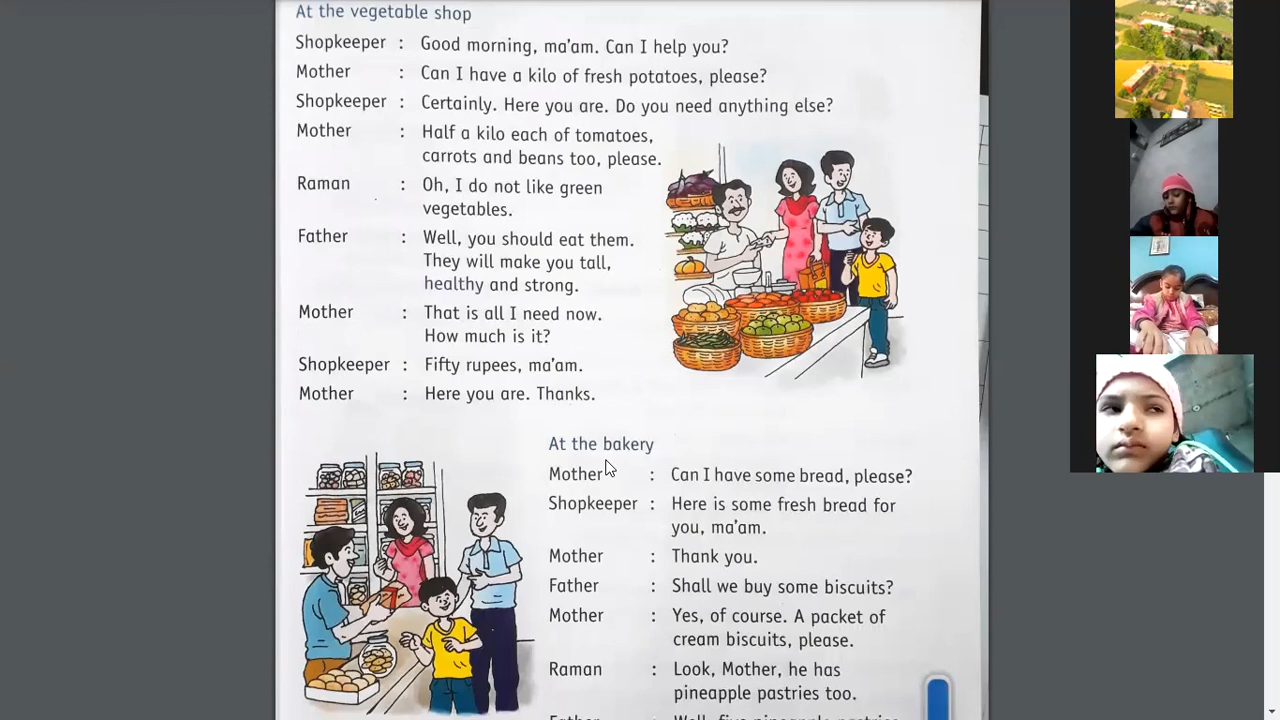 At the vegetable shop
Shopkeeper : Good morning, ma'am. Can I help you?
Mother : Can I have a kilo of fresh potatoes, please?
Shopkeeper : Certainly. Here you are. Do you need anything else?
Mother : Half a kilo each of tomatoes,
carrots and beans too, please.
Raman : Oh, I do not like green
vegetables.
Father : Well, you should eat them.
They will make you tall,
healthy and strong.
Mother : That is all I need now.
How much is it?
Shopkeeper : Fifty rupees, ma'am.
Mother : Here you are. Thanks.
At the bakery
Mother : Can I have some bread, please?
Shopkeeper : Here is some fresh bread for
you, ma'am.
Mother : Thank you.
Father : Shall we buy some biscuits?
Mother : Yes, of course. A packet of
cream biscuits, please.
Raman : Look, Mother, he has
pineapple pastries too.
Father : Well, five pineapple pastries